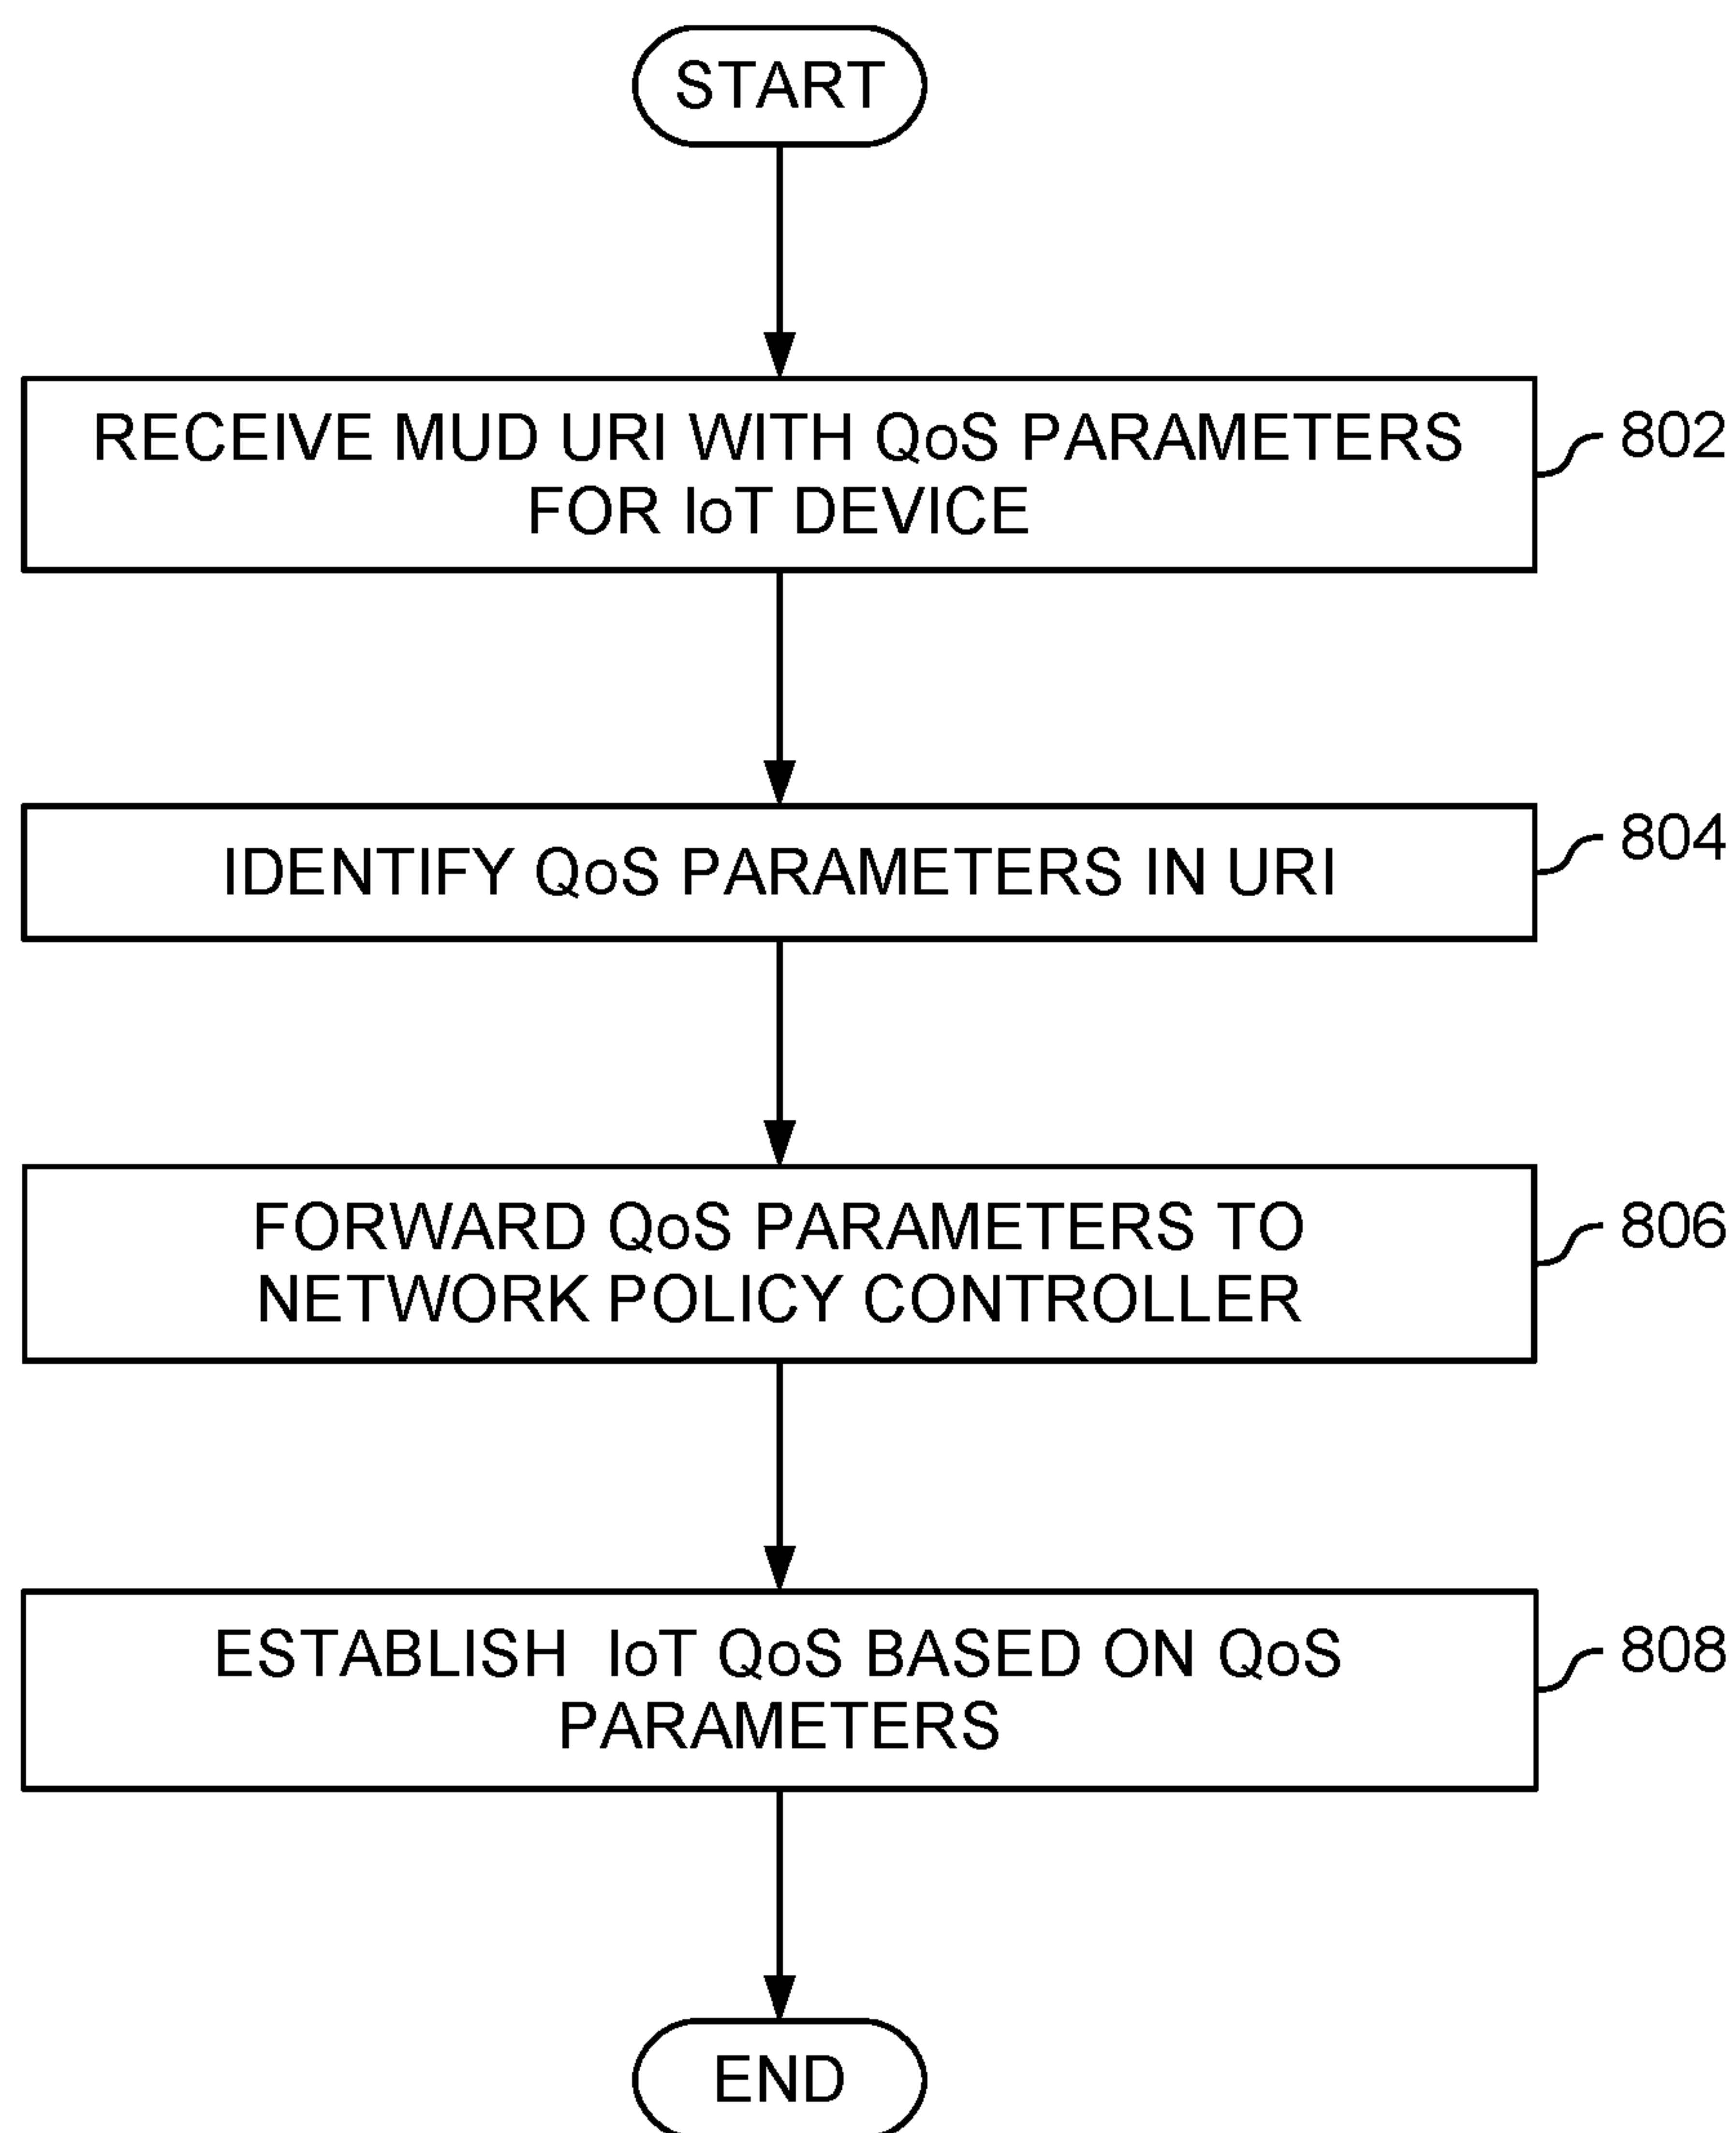 START
RECEIVE MUD URI WITH QoS PARAMETERS
FOR IoT DEVICE
802
IDENTIFY QoS PARAMETERS IN URI
804
FORWARD QoS PARAMETERS TO
NETWORK POLICY CONTROLLER
806
ESTABLISH IoT QoS BASED ON QoS
PARAMETERS
808
END